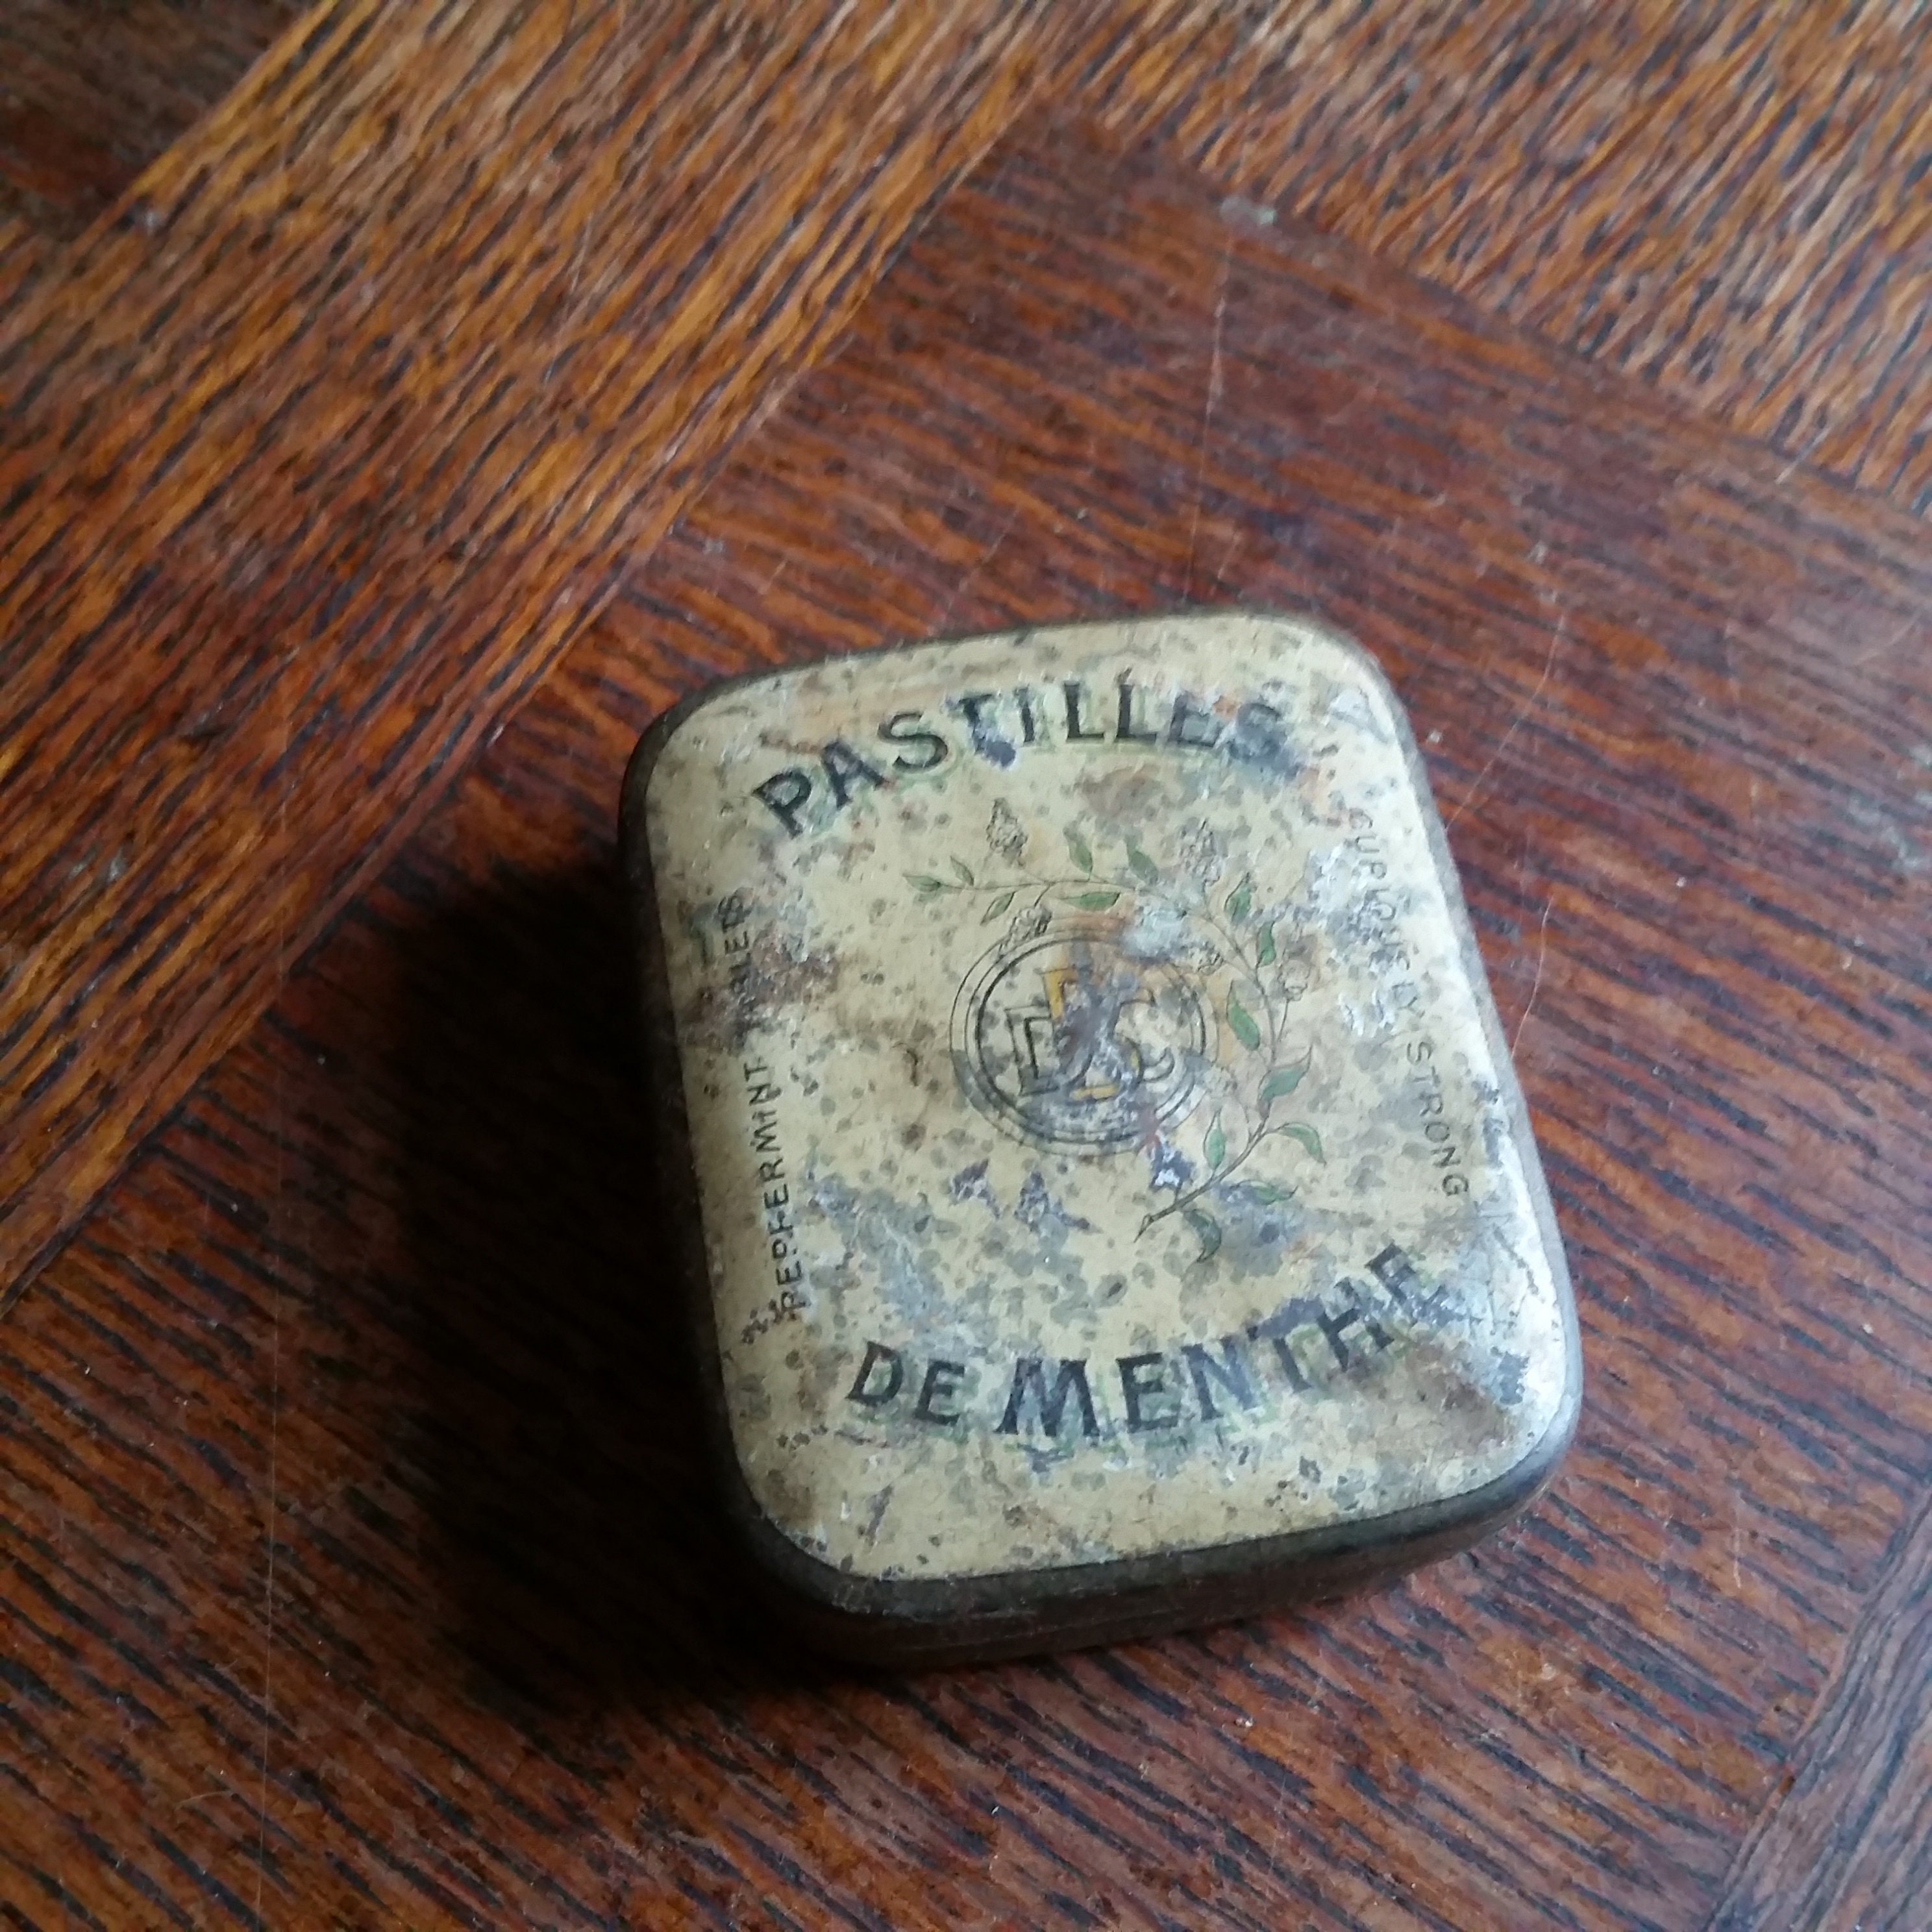 PASTILLES
PEPPERMINT TABLETS
CURIOUSLY STRONG
DE MENTHE